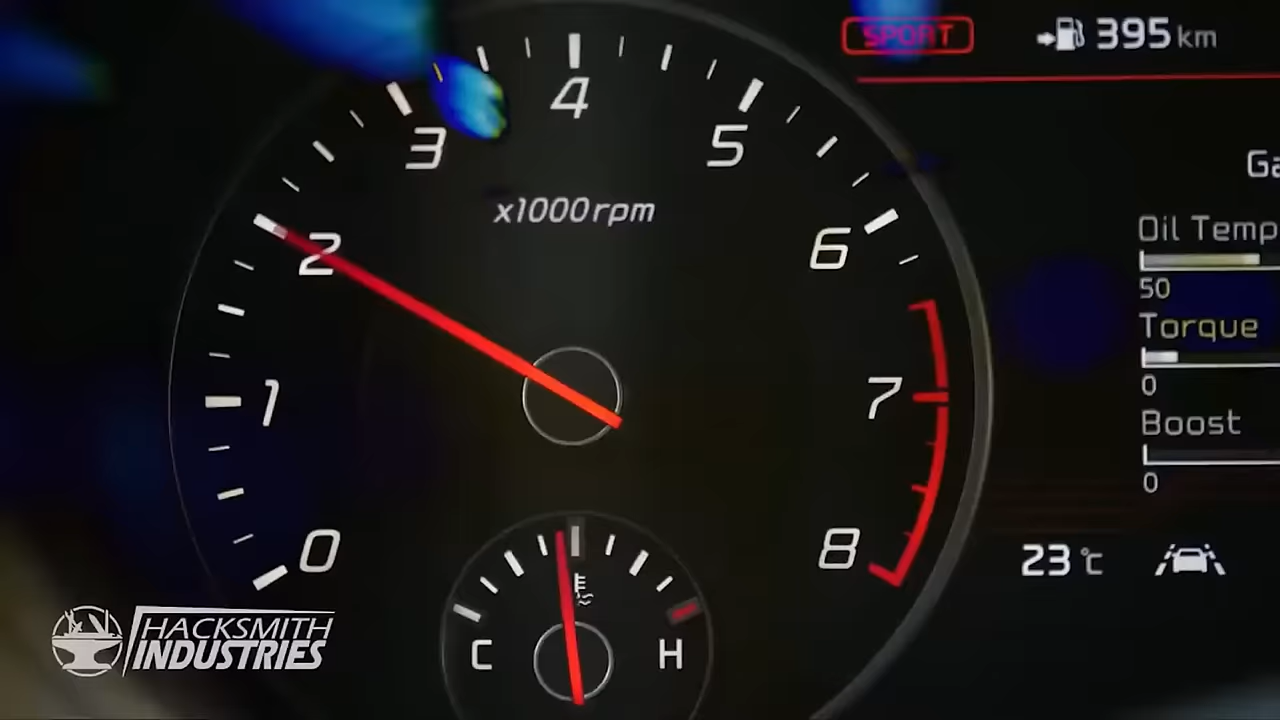 SPORT
395 km
4
3
5
x1000rpm
2
6
Ga
Oil Temp
50
Torque
1
7
0
Boost
0
0
8
23 °C
C
H
HACKSMITH
INDUSTRIES